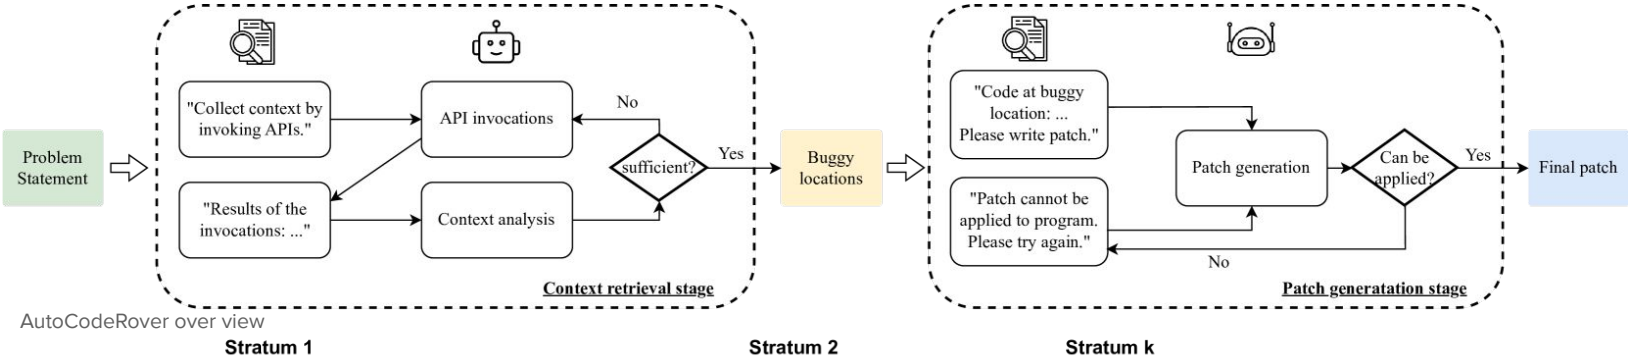 Problem
Statement
"Collect context by
invoking APIs."
API invocations
"Results of the
invocations: ..."
Context analysis
No
sufficient?
Yes
Context retrieval stage
Buggy
locations
"Code at buggy
location: ...
Please write patch."
"Patch cannot be
applied to program.
Please try again."
Patch generation
Can be
applied?
Yes
No
Patch generatation stage
Final patch
AutoCodeRover over view
Stratum 1
Stratum 2
Stratum k